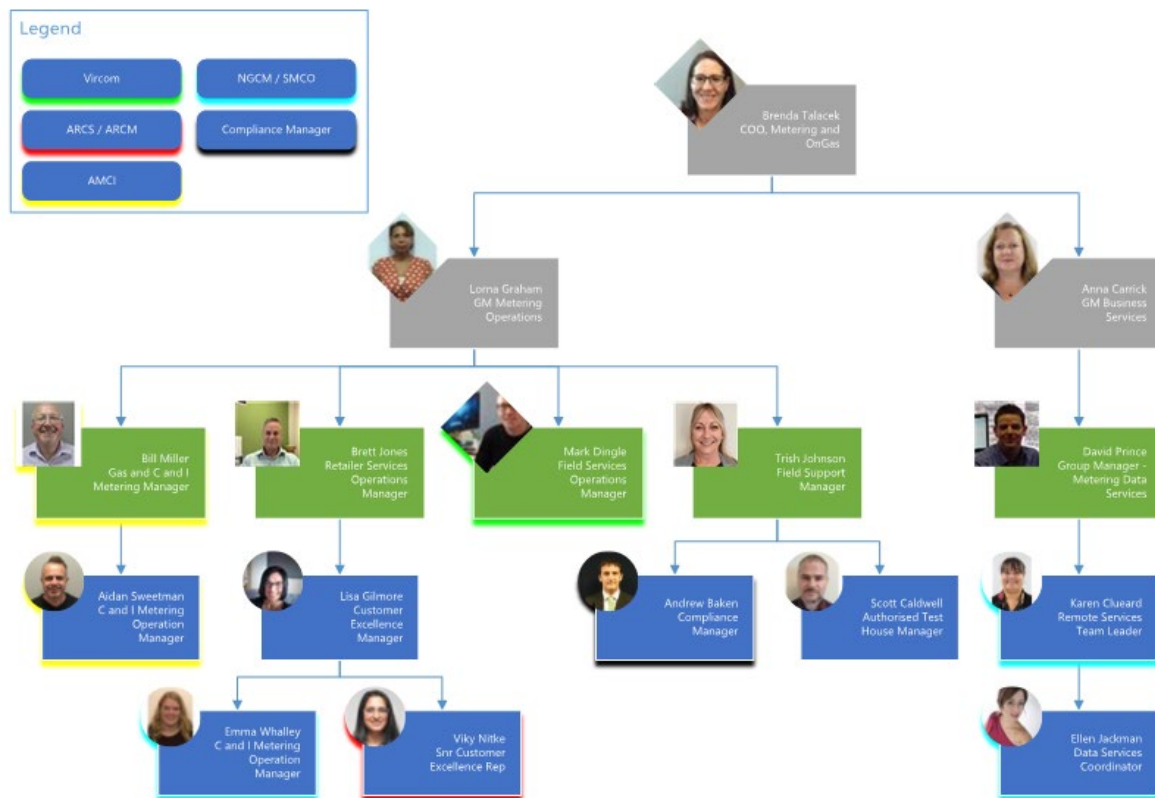 Legend
Vircom
NGCM / SMCO
ARCS / ARCM
Compliance Manager
AMCI
Brenda Talacek
COO, Metering and
OnGas
Lorna Graham
GM Metering
Operations
Anna Carrick
GM Business
Services
Bill Miller
Gas and C and I
Metering Manager
Brett Jones
Retailer Services
Operations
Manager
Mark Dingle
Field Services
Operations
Manager
Trish Johnson
Field Support
Manager
David Prince
Group Manager -
Metering Data
Services
Aidan Sweetman
C and I Metering
Operation
Manager
Lisa Gilmore
Customer
Excellence
Manager
Andrew Baken
Compliance
Manager
Scott Caldwell
Authorised Test
House Manager
Karen Clueard
Remote Services
Team Leader
Emma Whalley
C and I Metering
Operation
Manager
Viky Nitke
Snr Customer
Excellence Rep
Ellen Jackman
Data Services
Coordinator